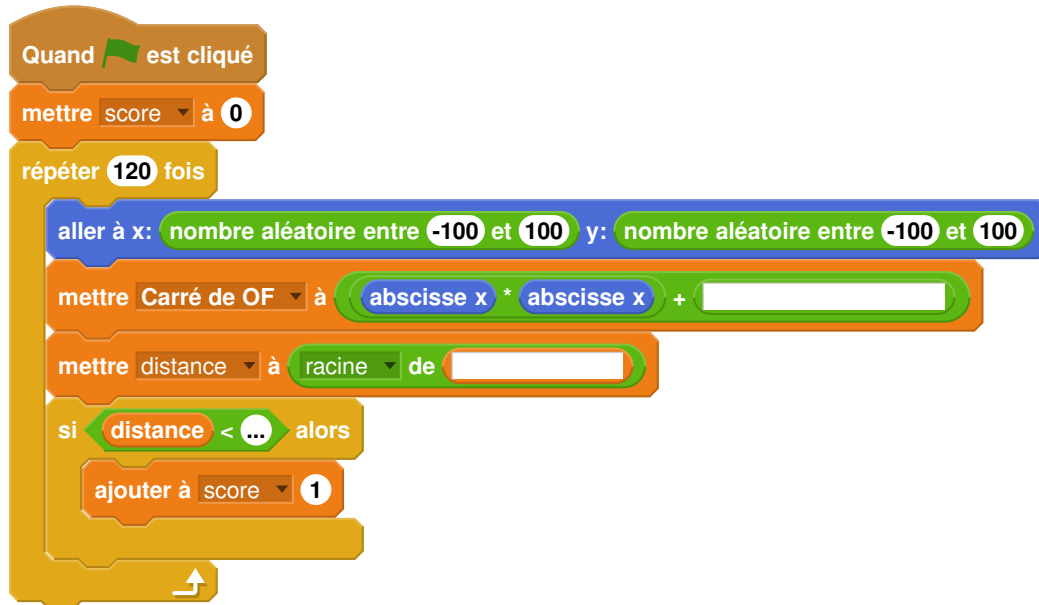 Quand est cliqué
mettre score à 0
répéter 120 fois
aller à x: nombre aléatoire entre -100 et 100 y: nombre aléatoire entre -100 et 100
mettre Carré de OF à abscisse x * abscisse x +
mettre distance à racine de
si distance < ... alors
ajouter à score 1